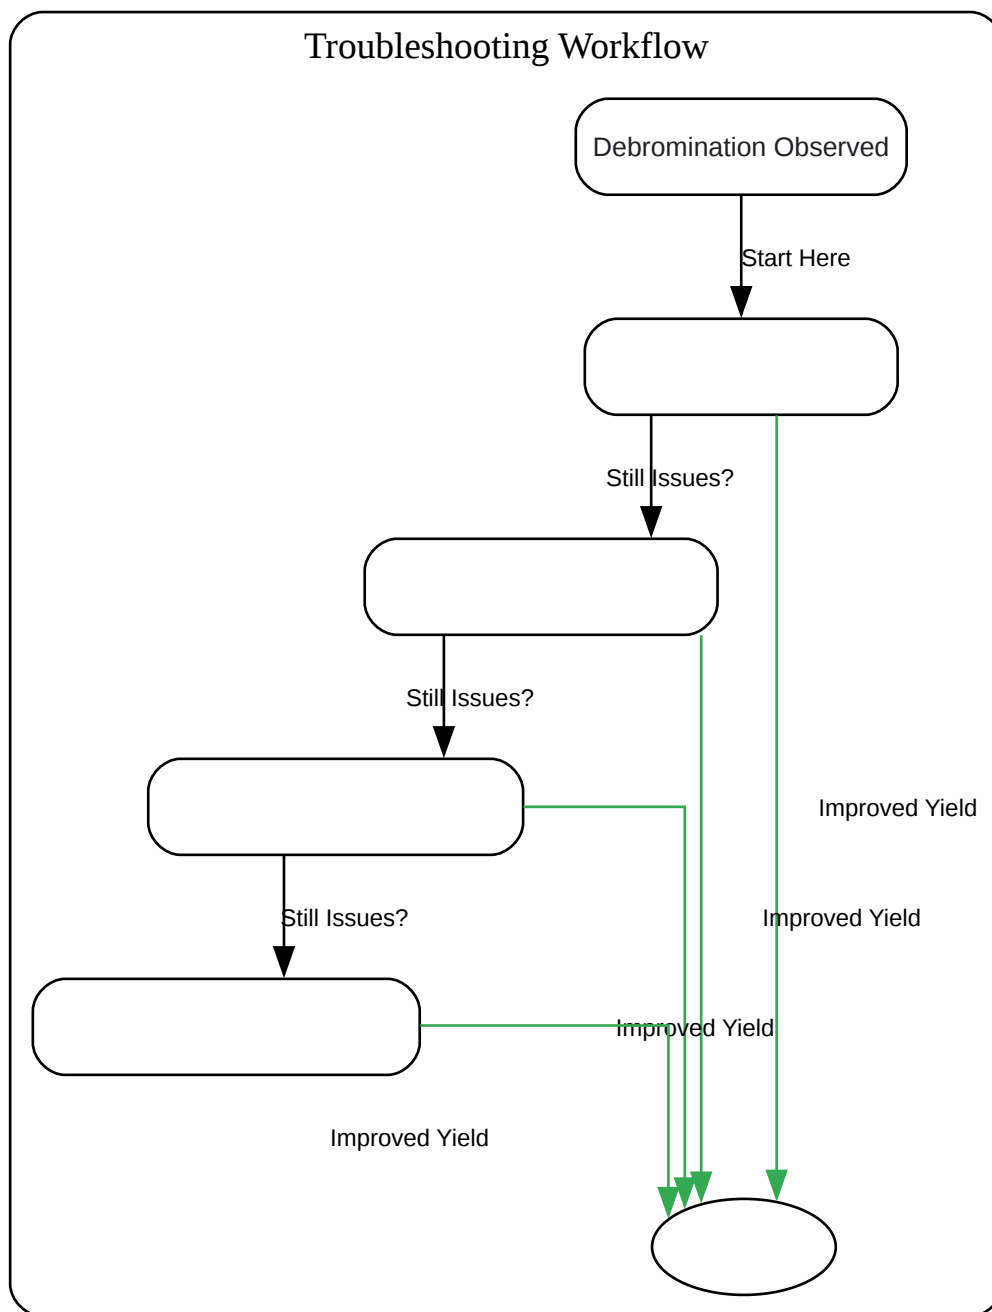 Troubleshooting Workflow
Debromination Observed
Start Here
Still Issues?
Still Issues?
Improved Yield
Still Issues?
Improved Yield
Improved Yield
Improved Yield